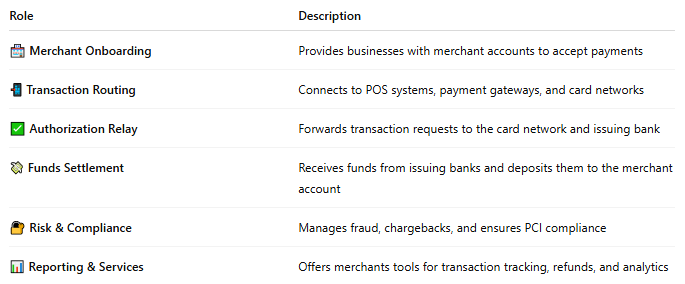 Role Description
Merchant Onboarding Provides businesses with merchant accounts to accept payments
Transaction Routing Connects to POS systems, payment gateways, and card networks
Authorization Relay Forwards transaction requests to the card network and issuing bank
Funds Settlement Receives funds from issuing banks and deposits them to the merchant
account
Risk & Compliance Manages fraud, chargebacks, and ensures PCI compliance
Reporting & Services Offers merchants tools for transaction tracking, refunds, and analytics